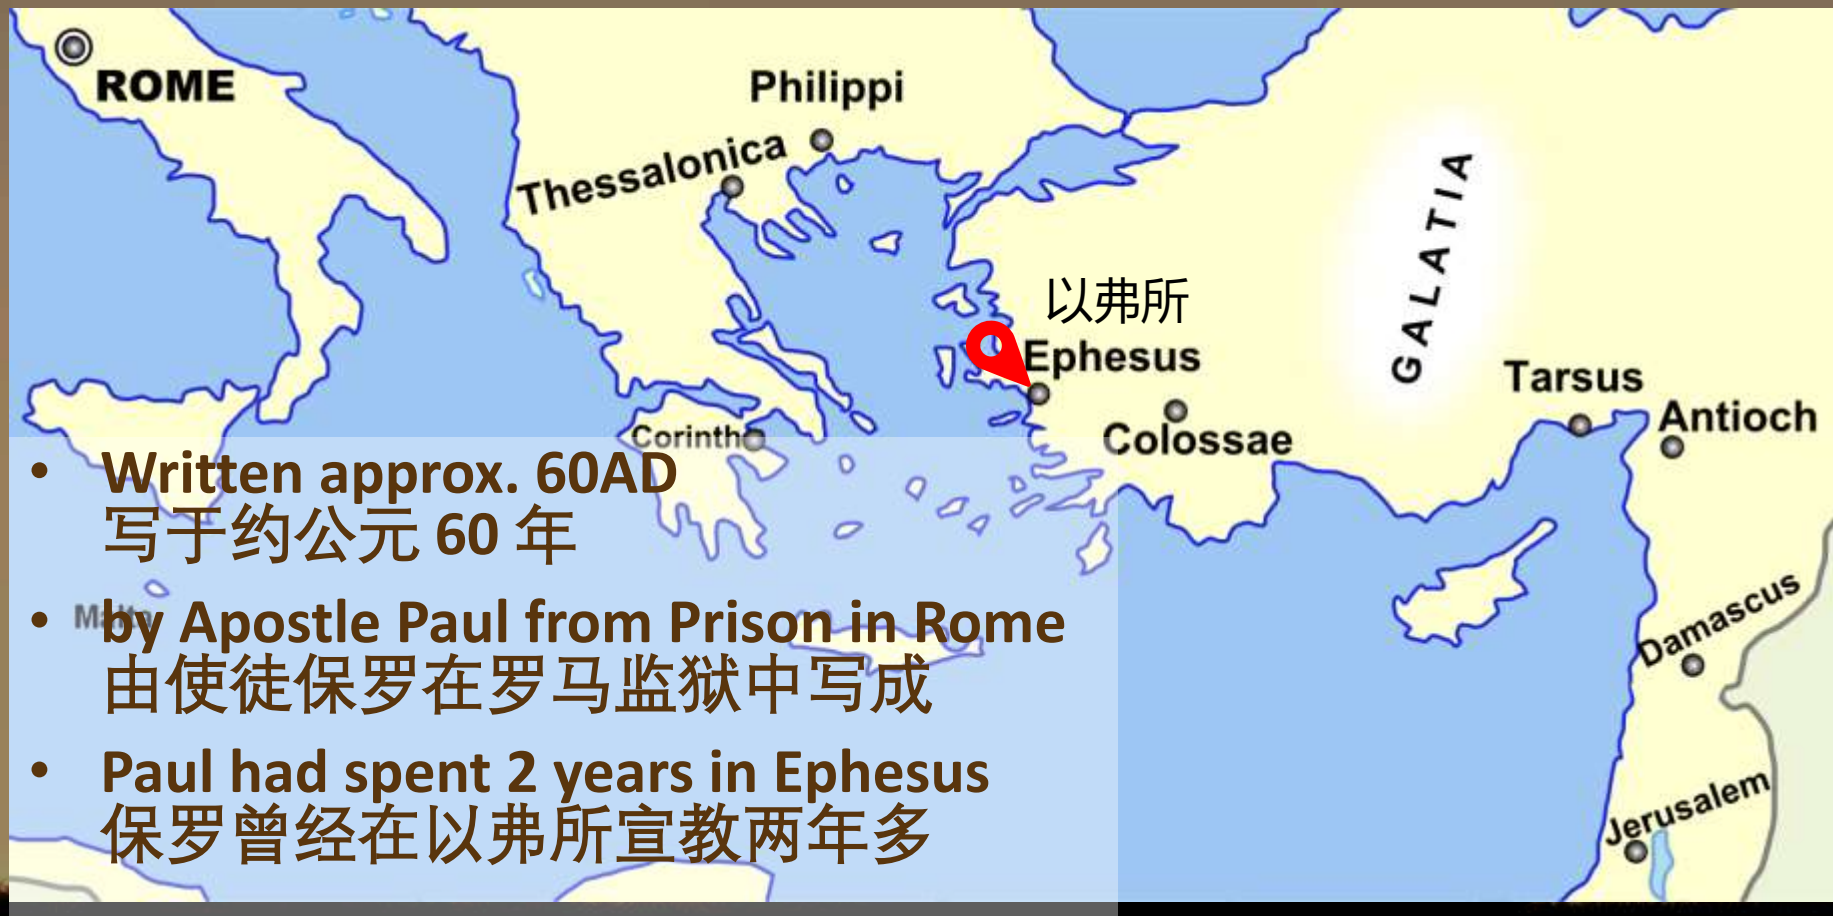 ROME
Philippi
Thessalonica
GALATIA
以弗所
Ephesus
Tarsus
Antioch
Colossae
Corinth
Malta
Damascus
Jerusalem
• Written approx. 60AD
写于约公元 60 年
• by Apostle Paul from Prison in Rome
由使徒保罗在罗马监狱中写成
• Paul had spent 2 years in Ephesus
保罗曾经在以弗所宣教两年多